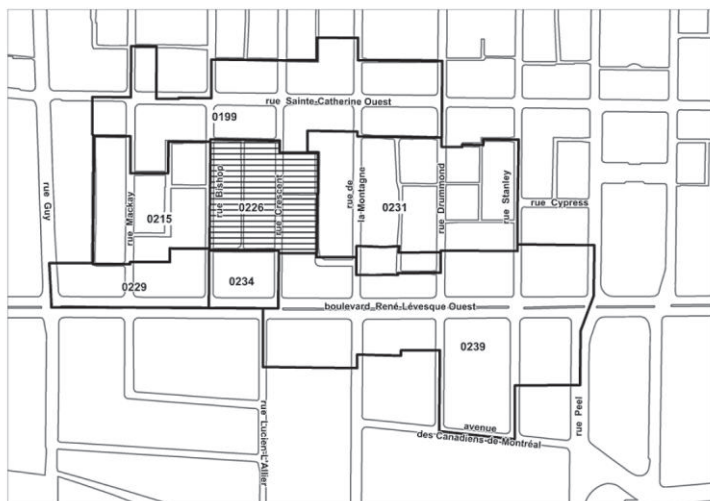 rue Sainte-Catherine Ouest
0199
rue Guy
rue Mackay
0215
rue Bishop
0226
rue Crescent
rue de
la Montagne
0231
rue Drummond
rue Stanley
rue Cypress
0229
0234
boulevard René-Lévesque Ouest
0239
rue Lucien-L'Allier
avenue
des Canadiens-de-Montréal
rue Peel